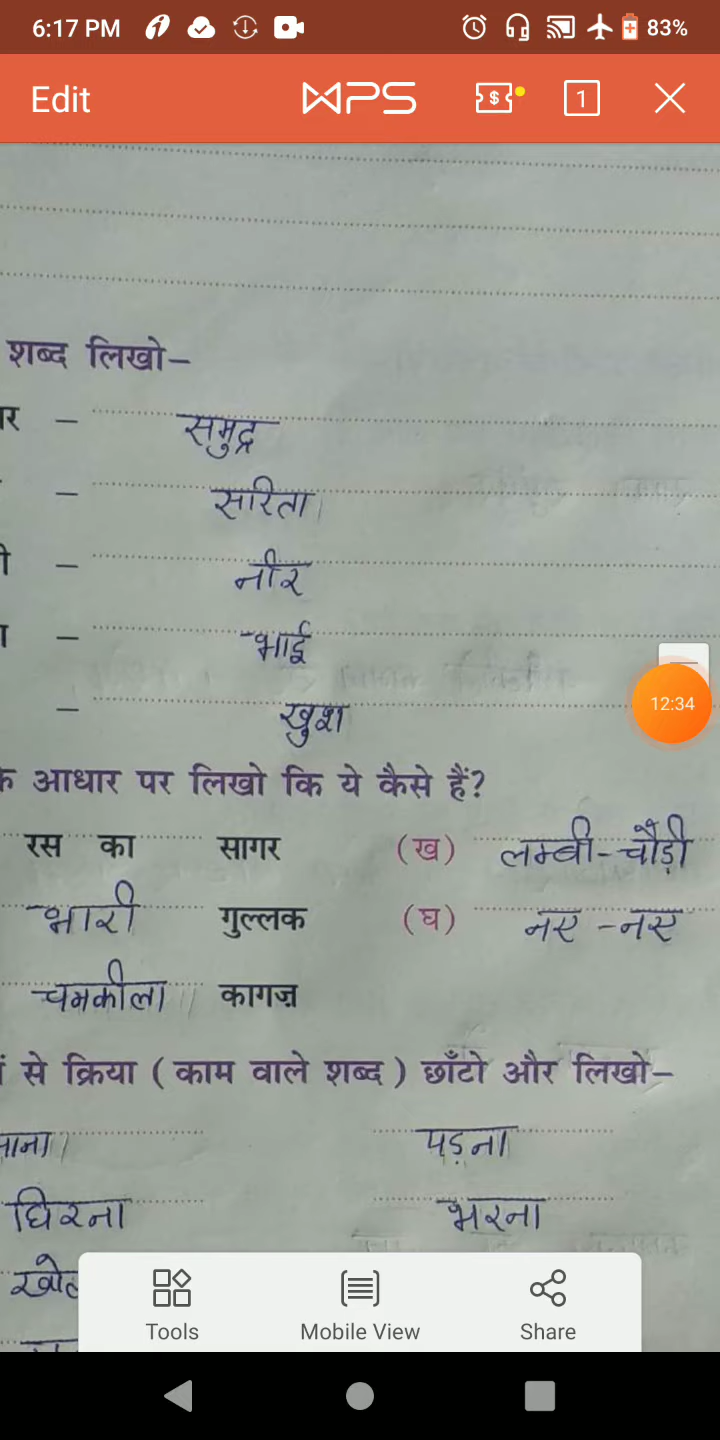 6:17 PM 83%
Edit WPS $ 1
शब्द लिखो–
र – समुद्र
– सरिता
ी – नीर
– भाई
– खुश
12:34
के आधार पर लिखो कि ये कैसे हैं?
रस का सागर (ख) लम्बी-चौड़ी
भारी गुल्लक (घ) नए-नए
चमकीला कागज़
से क्रिया ( काम वाले शब्द ) छाँटो और लिखो–
पड़ना
घिरना भरना
Tools Mobile View Share